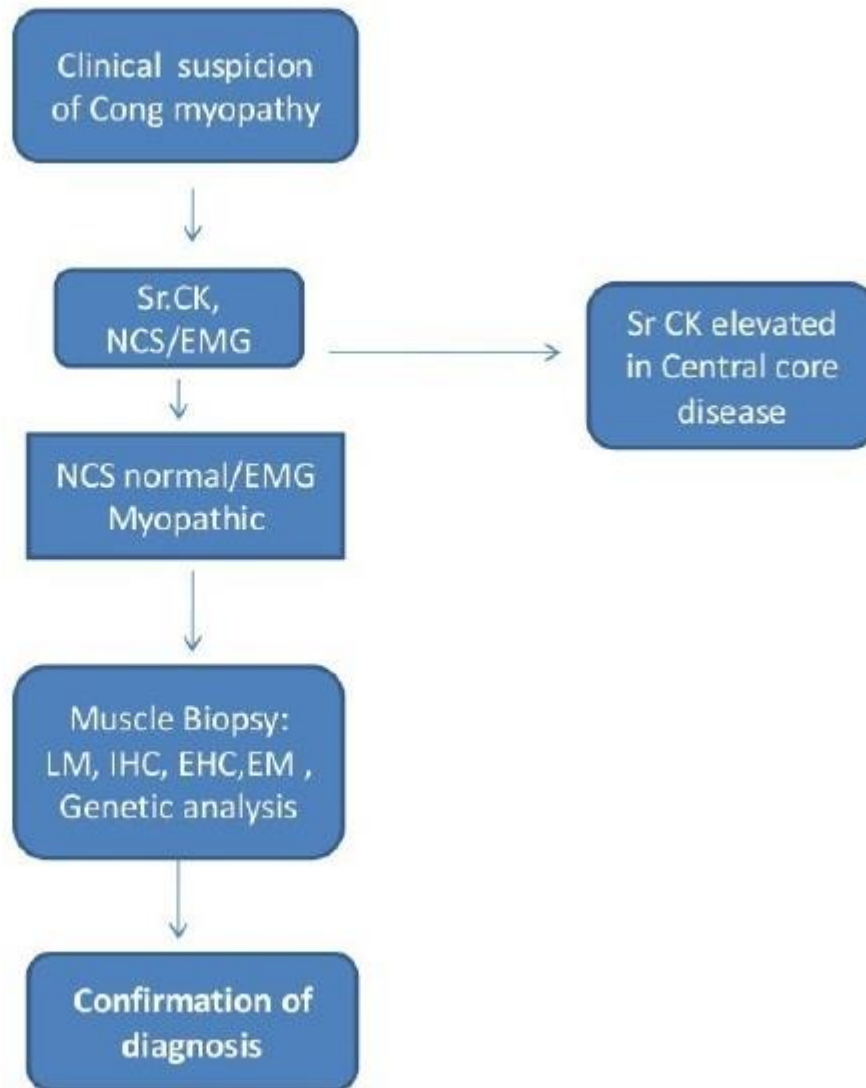 Clinical suspicion
of Cong myopathy
Sr.CK,
NCS/EMG
Sr CK elevated
in Central core
disease
NCS normal/EMG
Myopathic
Muscle Biopsy:
LM, IHC, EHC,EM ,
Genetic analysis
Confirmation of
diagnosis